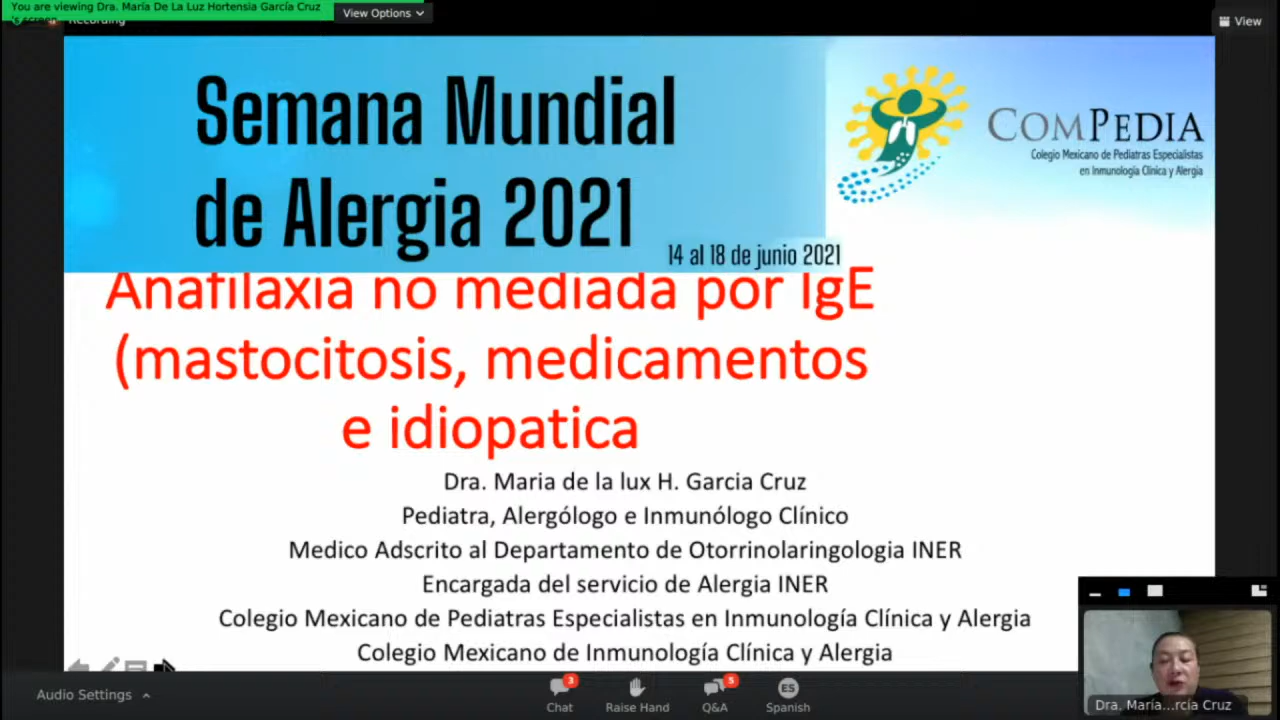 You are viewing Dra. María De La Luz Hortensia García Cruz
's screen
View Options
Recording
View
Semana Mundial
de Alergia 2021
14 al 18 de junio 2021
COMPEDIA
Colegio Mexicano de Pediatras Especialistas
en Inmunología Clínica y Alergia
Anafilaxia no mediada por IgE
(mastocitosis, medicamentos
e idiopatica
Dra. Maria de la lux H. Garcia Cruz
Pediatra, Alergólogo e Inmunólogo Clínico
Medico Adscrito al Departamento de Otorrinolaringologia INER
Encargada del servicio de Alergia INER
Colegio Mexicano de Pediatras Especialistas en Inmunología Clínica y Alergia
Colegio Mexicano de Inmunología Clínica y Alergia
Audio Settings
3
Chat
Raise Hand
5
Q&A
ES
Spanish
Dra. María...rcia Cruz